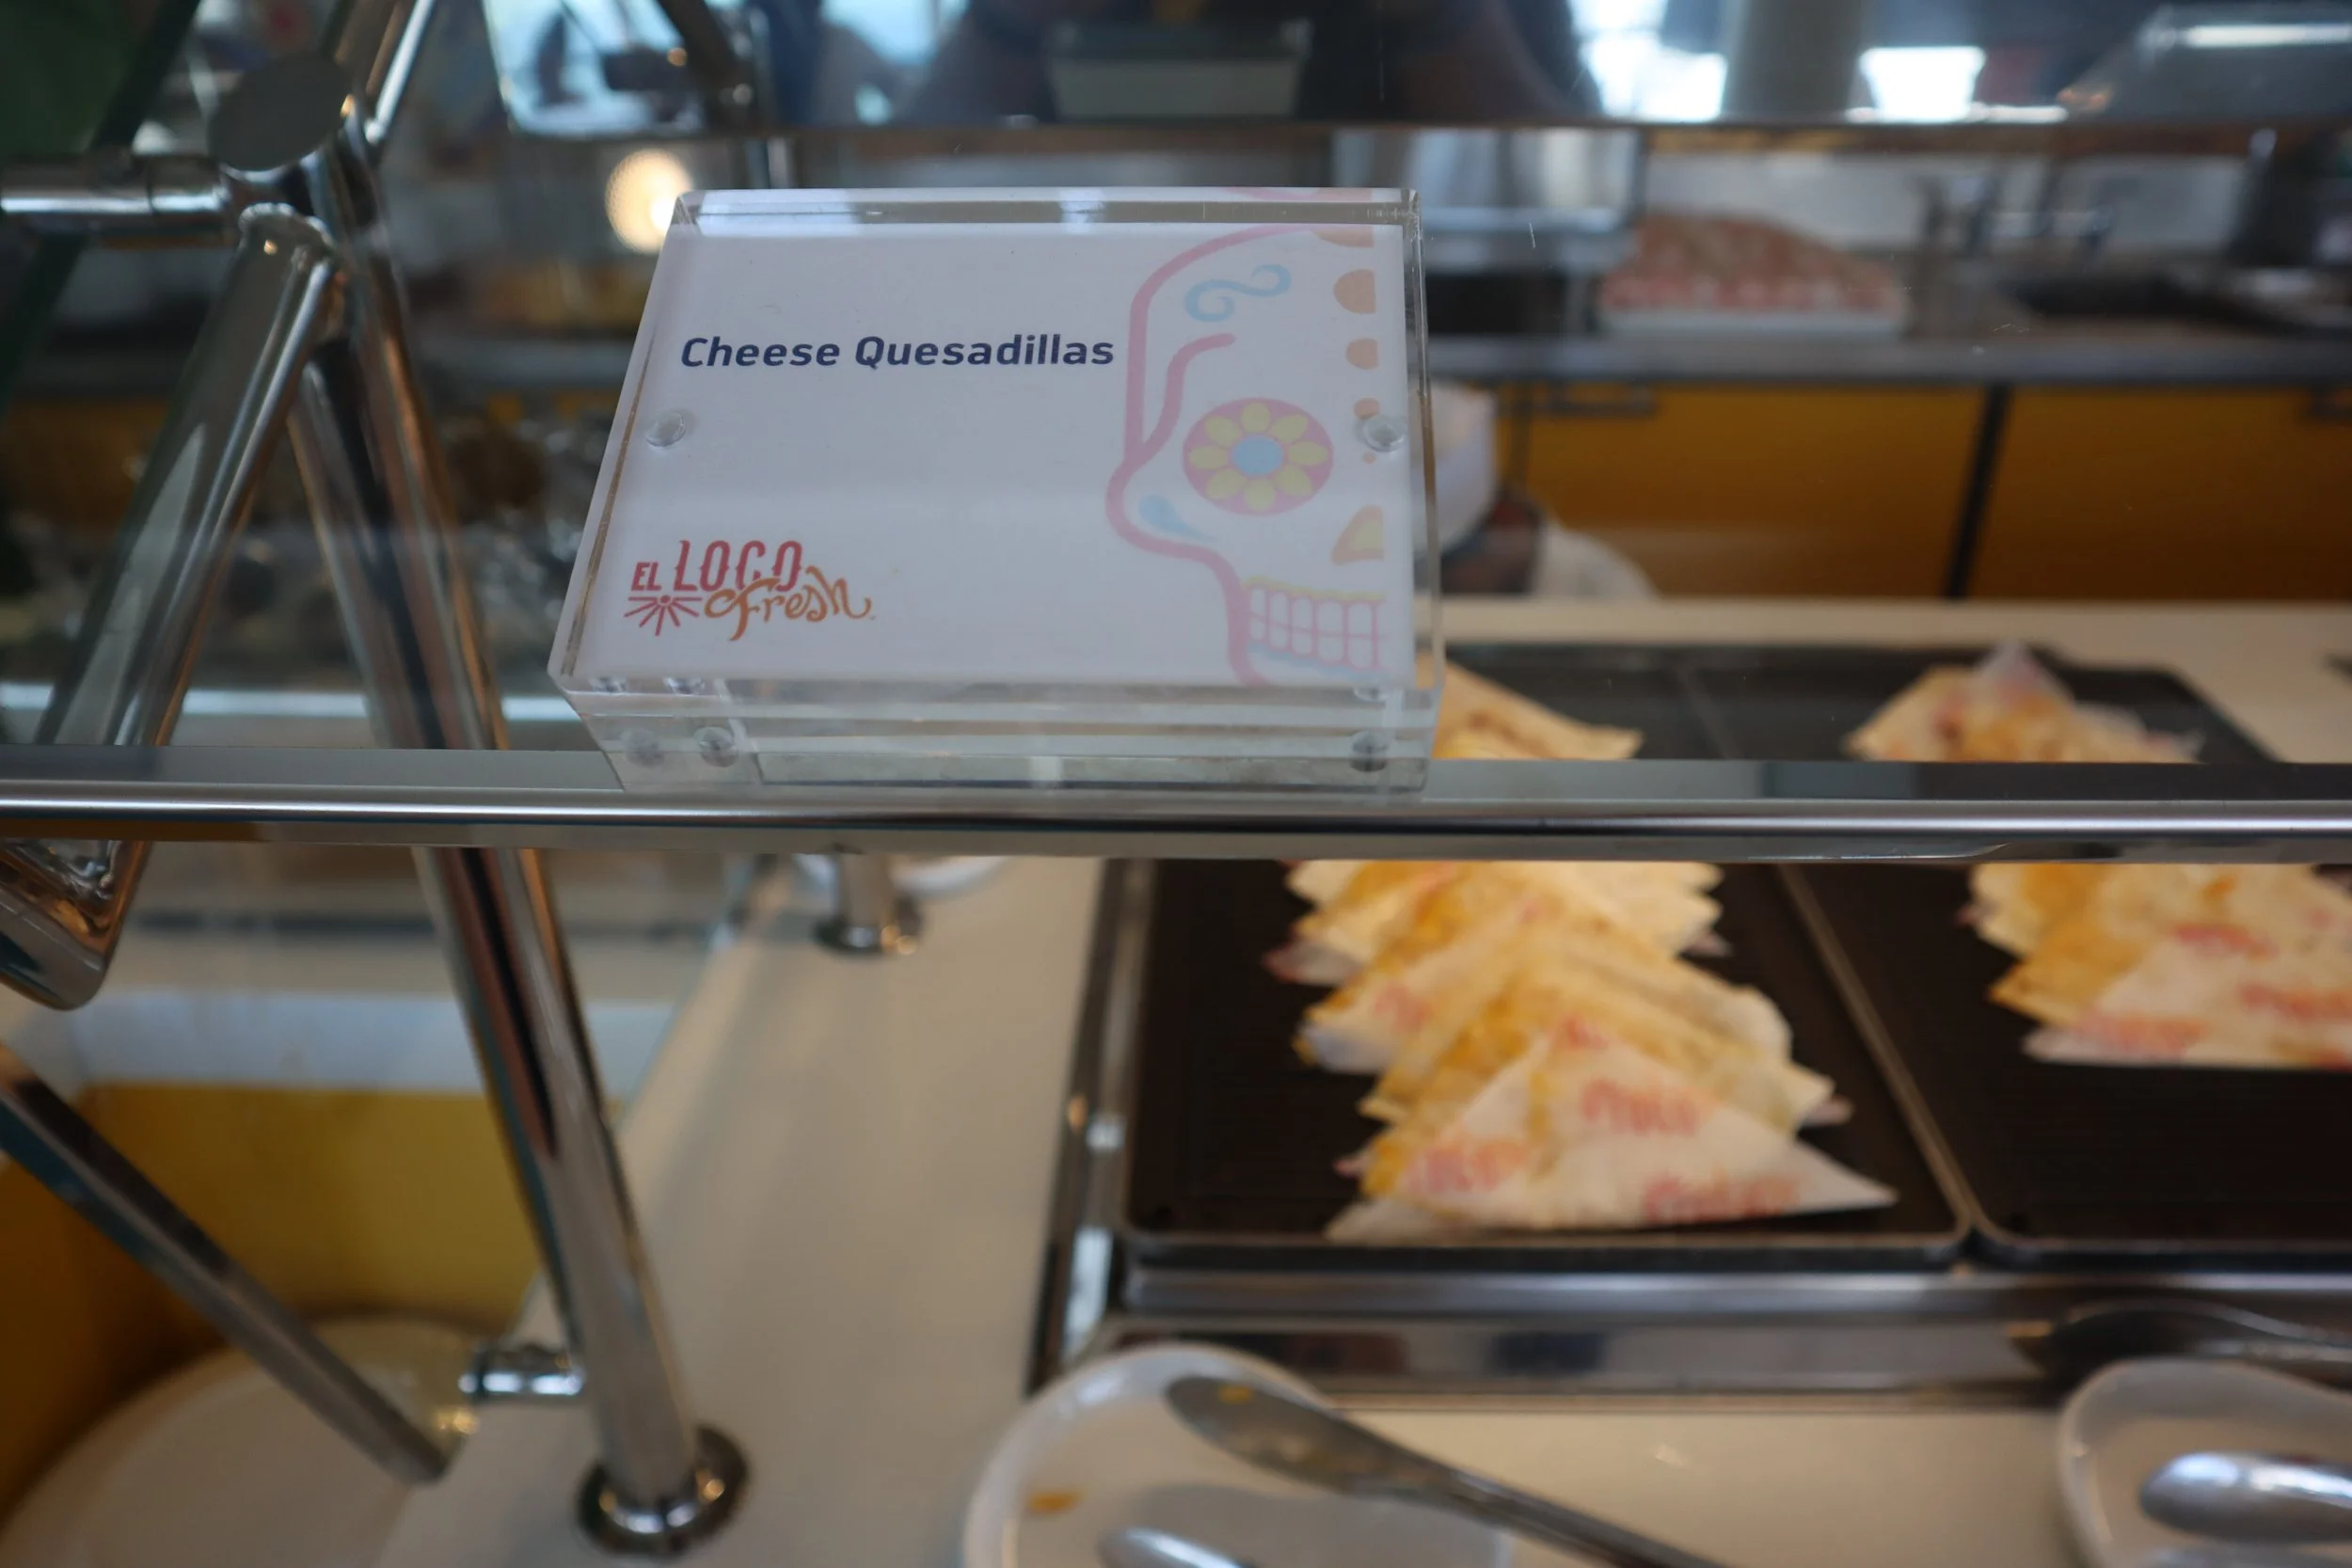 Cheese Quesadillas
EL LOCO
Fresh